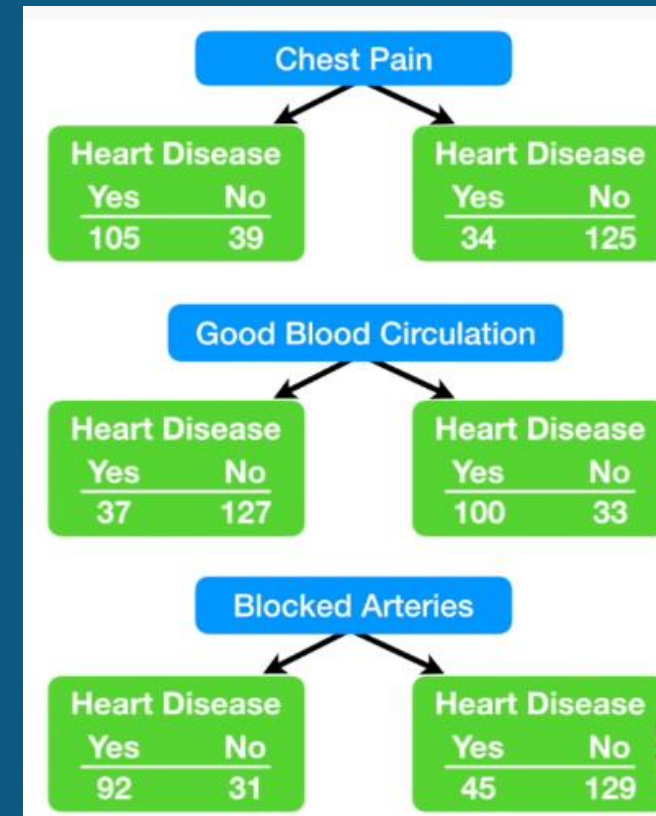 Chest Pain
Heart Disease Heart Disease
Yes No Yes No
105 39 34 125
Good Blood Circulation
Heart Disease Heart Disease
Yes No Yes No
37 127 100 33
Blocked Arteries
Heart Disease Heart Disease
Yes No Yes No
92 31 45 129